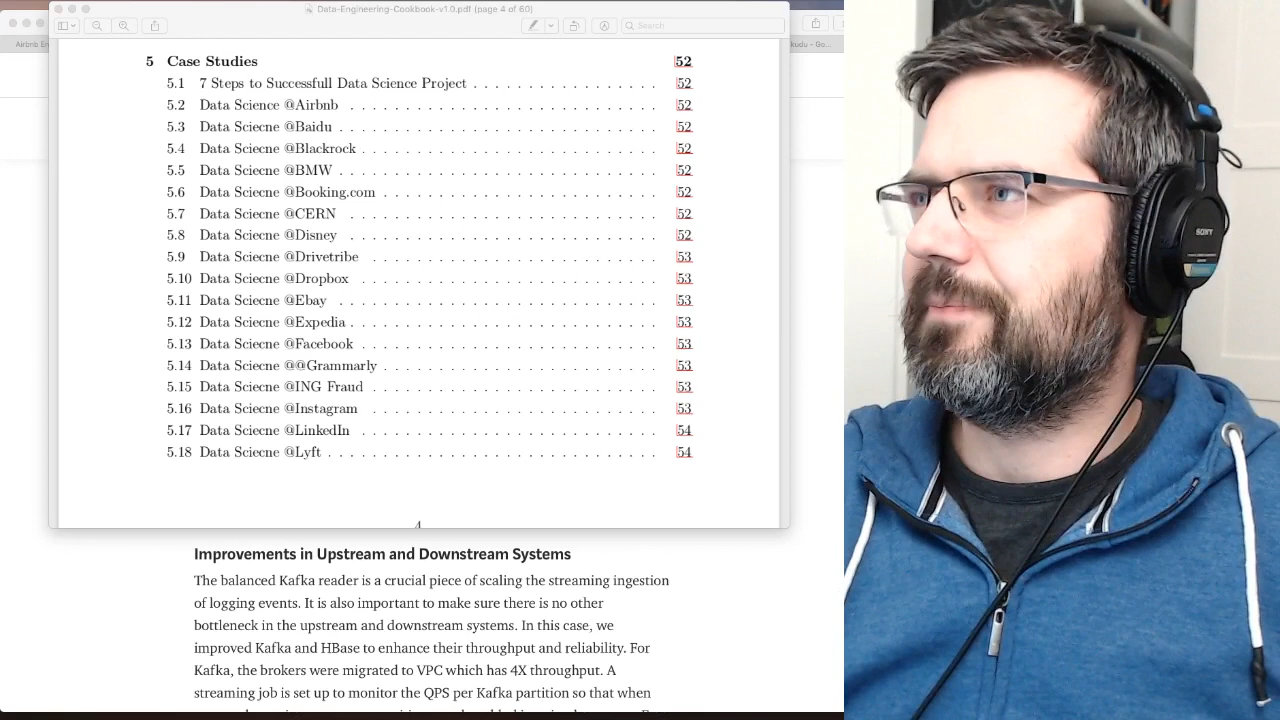 Data-Engineering-Cookbook-v1.0.pdf (page 4 of 60)
Search
Airbnb En
kudu - Go...
5 Case Studies 52
5.1 7 Steps to Successfull Data Science Project . . . . . . . . . . . . . . . . 52
5.2 Data Science @Airbnb . . . . . . . . . . . . . . . . . . . . . . . . . . . 52
5.3 Data Sciecne @Baidu . . . . . . . . . . . . . . . . . . . . . . . . . . . . 52
5.4 Data Sciecne @Blackrock . . . . . . . . . . . . . . . . . . . . . . . . . . 52
5.5 Data Sciecne @BMW . . . . . . . . . . . . . . . . . . . . . . . . . . . . 52
5.6 Data Sciecne @Booking.com . . . . . . . . . . . . . . . . . . . . . . . . 52
5.7 Data Sciecne @CERN . . . . . . . . . . . . . . . . . . . . . . . . . . . 52
5.8 Data Sciecne @Disney . . . . . . . . . . . . . . . . . . . . . . . . . . . 52
5.9 Data Sciecne @Drivetribe . . . . . . . . . . . . . . . . . . . . . . . . . 53
5.10 Data Sciecne @Dropbox . . . . . . . . . . . . . . . . . . . . . . . . . . 53
5.11 Data Sciecne @Ebay . . . . . . . . . . . . . . . . . . . . . . . . . . . . 53
5.12 Data Sciecne @Expedia . . . . . . . . . . . . . . . . . . . . . . . . . . . 53
5.13 Data Sciecne @Facebook . . . . . . . . . . . . . . . . . . . . . . . . . . 53
5.14 Data Sciecne @@Grammarly . . . . . . . . . . . . . . . . . . . . . . . . 53
5.15 Data Sciecne @ING Fraud . . . . . . . . . . . . . . . . . . . . . . . . . 53
5.16 Data Sciecne @Instagram . . . . . . . . . . . . . . . . . . . . . . . . . 53
5.17 Data Sciecne @LinkedIn . . . . . . . . . . . . . . . . . . . . . . . . . . 54
5.18 Data Sciecne @Lyft . . . . . . . . . . . . . . . . . . . . . . . . . . . . . 54
4
Improvements in Upstream and Downstream Systems
The balanced Kafka reader is a crucial piece of scaling the streaming ingestion
of logging events. It is also important to make sure there is no other
bottleneck in the upstream and downstream systems. In this case, we
improved Kafka and HBase to enhance their throughput and reliability. For
Kafka, the brokers were migrated to VPC which has 4X throughput. A
streaming job is set up to monitor the QPS per Kafka partition so that when
SONY